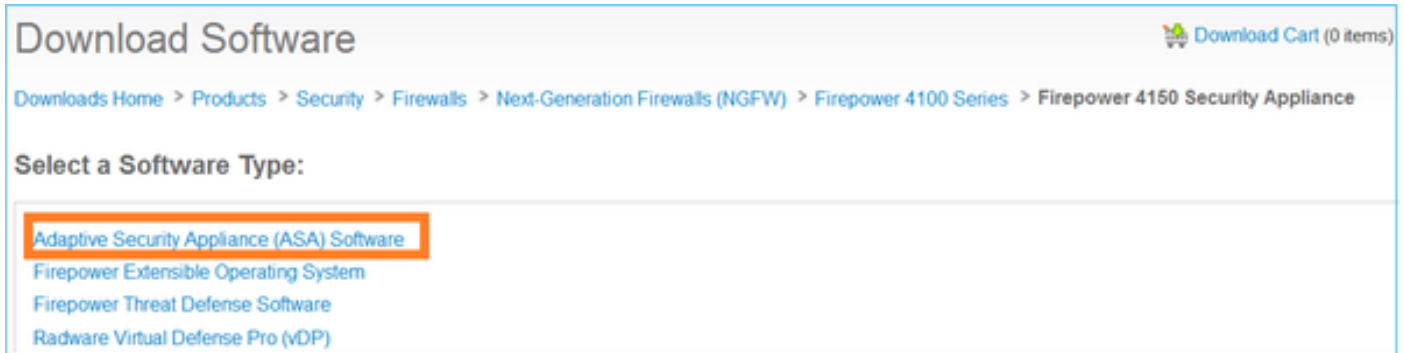 Download Software
Download Cart (0 items)
Downloads Home > Products > Security > Firewalls > Next-Generation Firewalls (NGFW) > Firepower 4100 Series > Firepower 4150 Security Appliance
Select a Software Type:
Adaptive Security Appliance (ASA) Software
Firepower Extensible Operating System
Firepower Threat Defense Software
Radware Virtual Defense Pro (vDP)